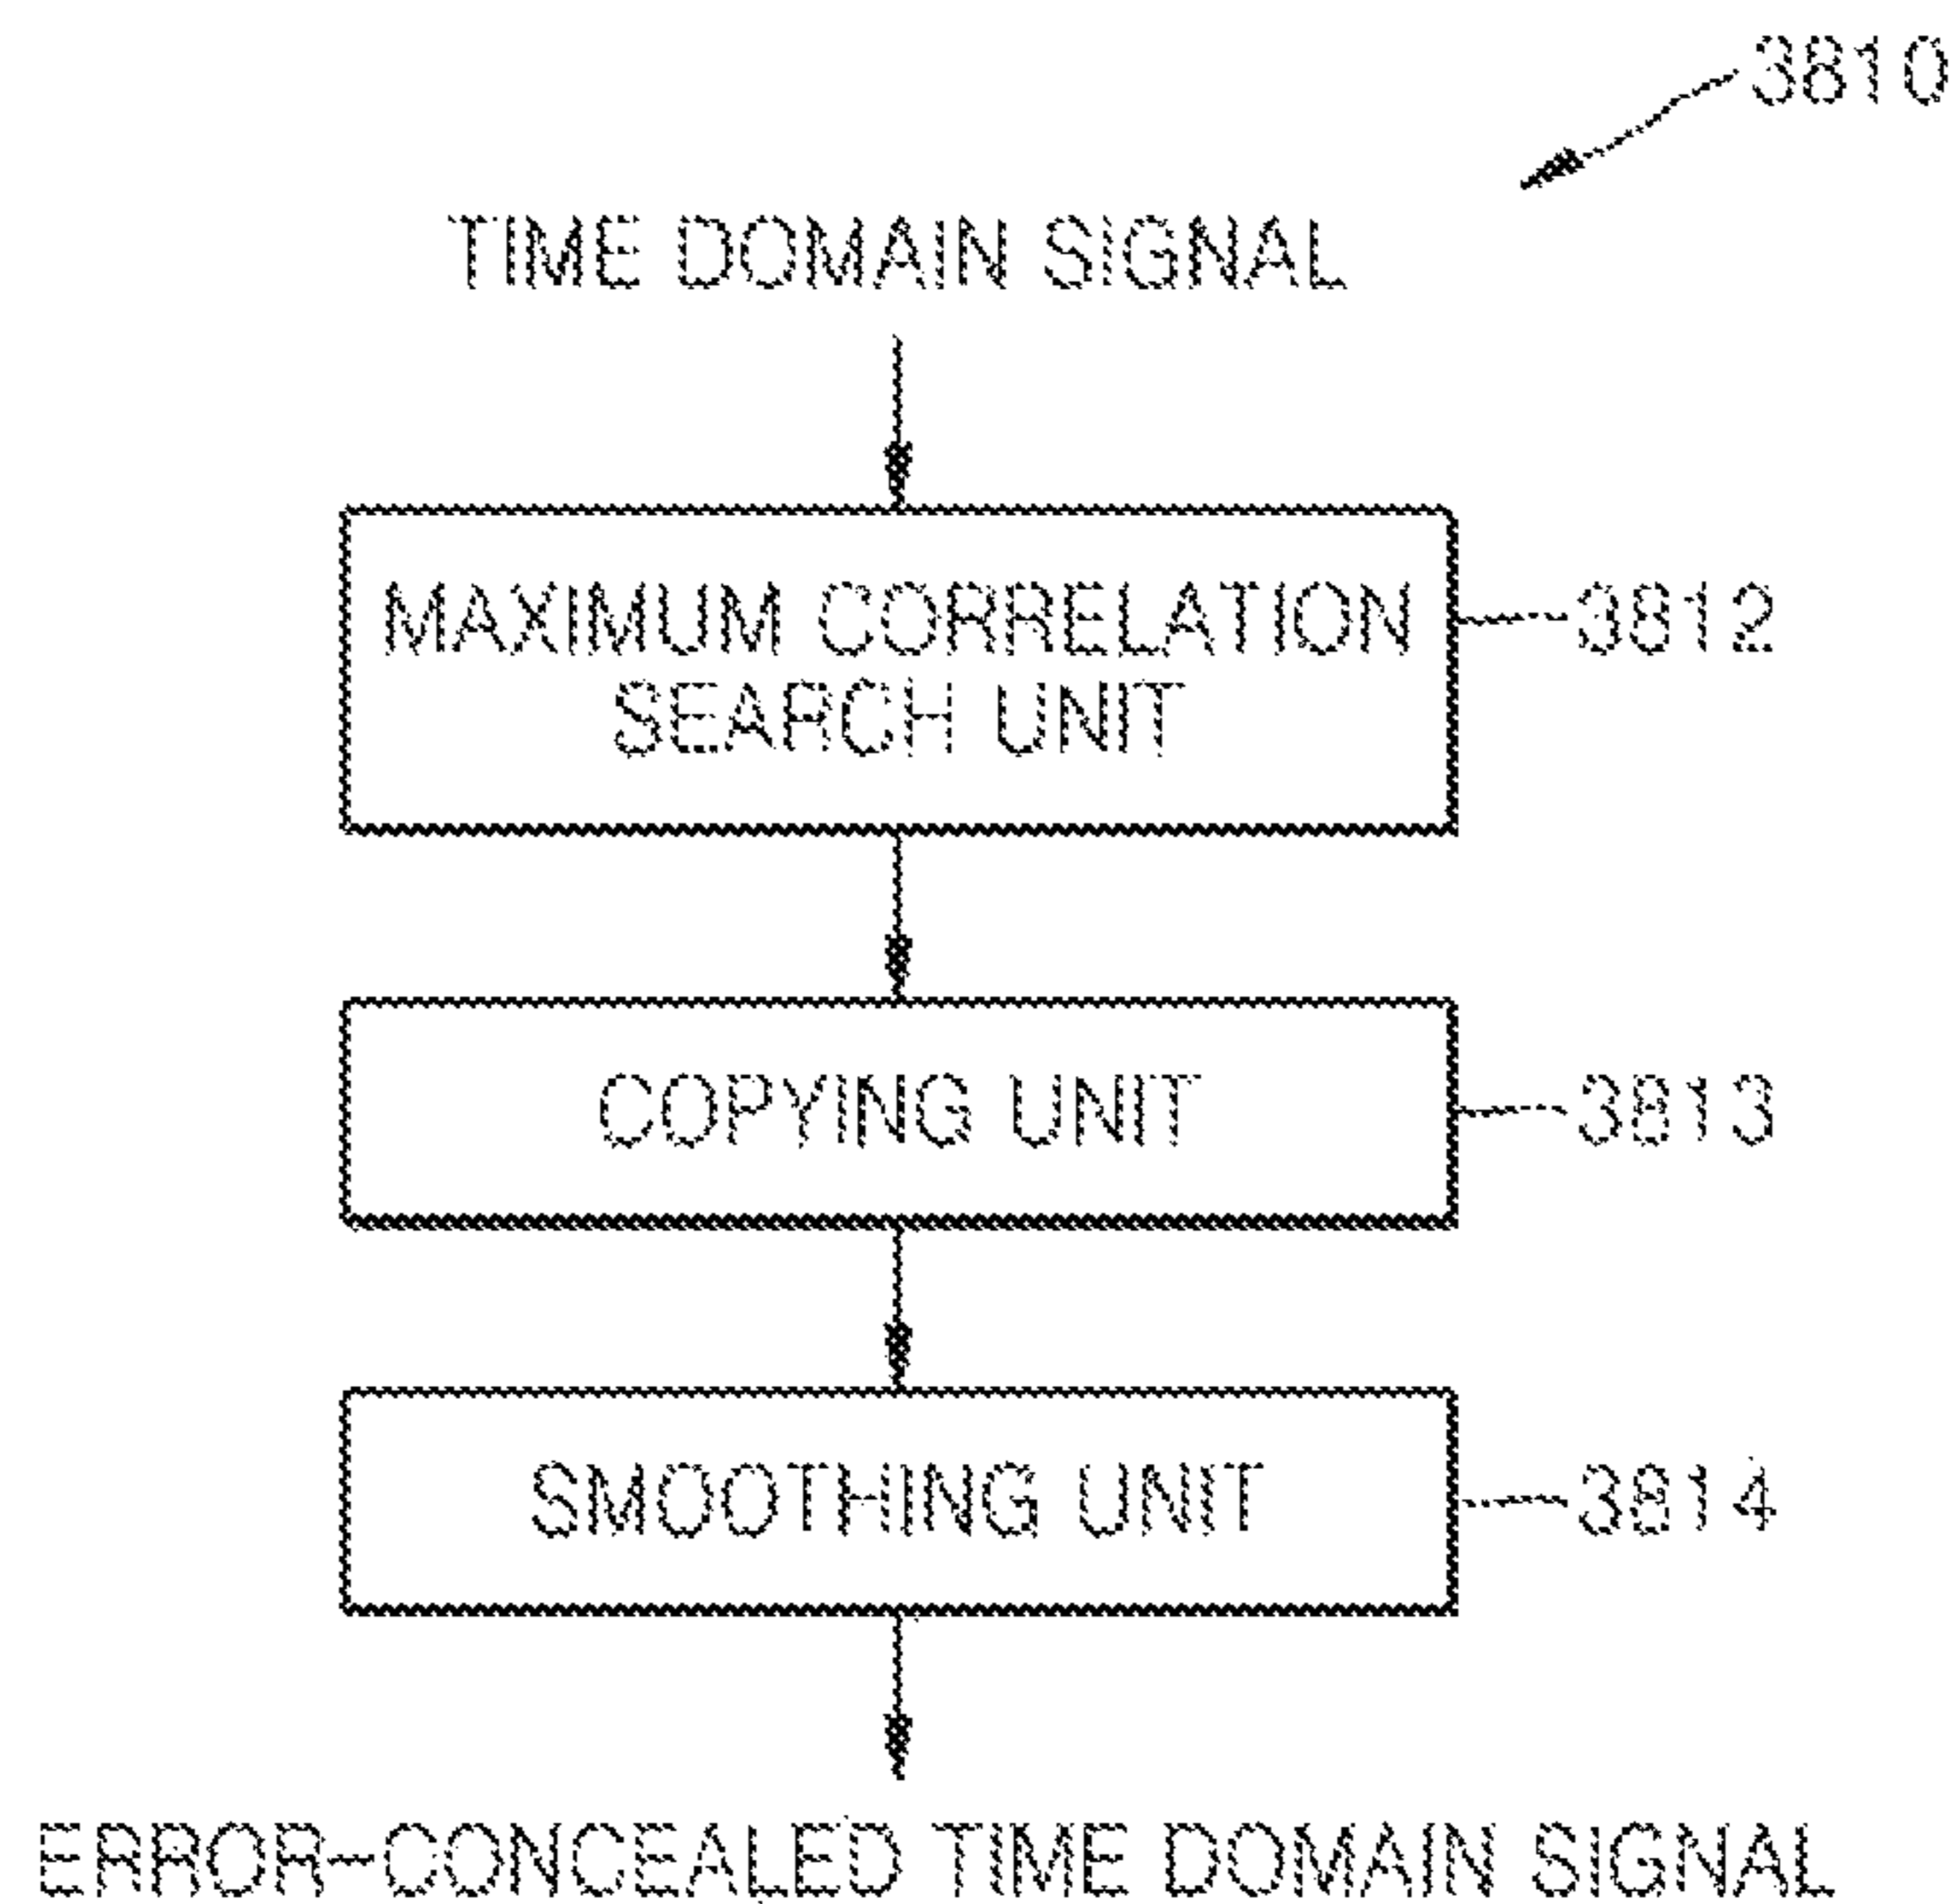 3810
TIME DOMAIN SIGNAL
MAXIMUM CORRELATION
SEARCH UNIT
3812
COPYING UNIT
3813
SMOOTHING UNIT
3814
ERROR-CONCEALED TIME DOMAIN SIGNAL